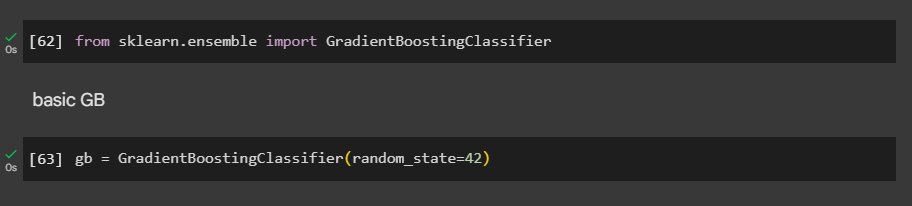 [62] from sklearn.ensemble import GradientBoostingClassifier
0s
basic GB
[63] gb = GradientBoostingClassifier(random_state=42)
0s